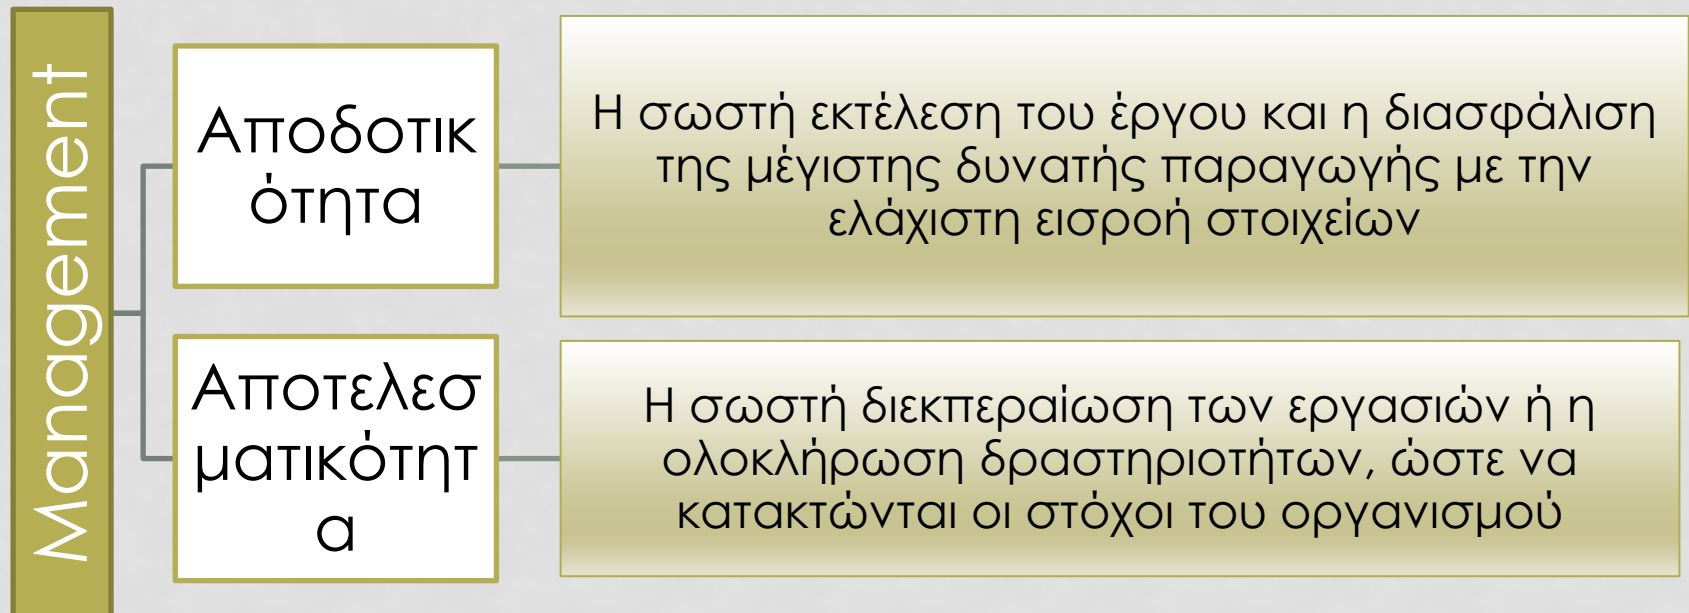 Management
Αποδοτικ
ότητα
Η σωστή εκτέλεση του έργου και η διασφάλιση
της μέγιστης δυνατής παραγωγής με την
ελάχιστη εισροή στοιχείων
Αποτελεσ
ματικότητ
α
Η σωστή διεκπεραίωση των εργασιών ή η
ολοκλήρωση δραστηριοτήτων, ώστε να
κατακτώνται οι στόχοι του οργανισμού